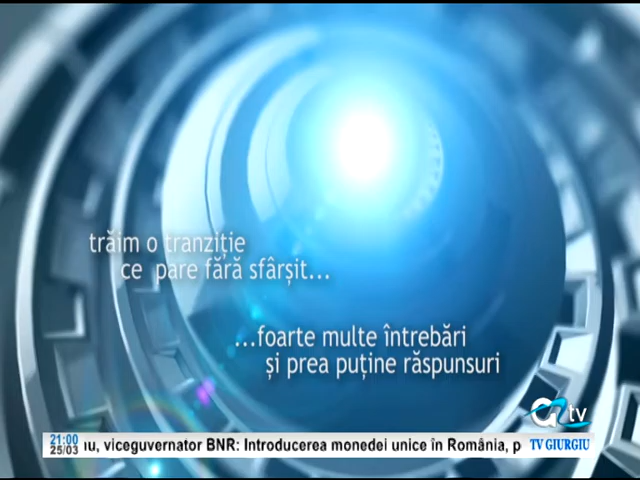 trăim o tranziție
ce pare fără sfârșit...
...foarte multe întrebări
și prea puține răspunsuri
tv
21:00
25/03
viceguvernator BNR: Introducerea monedei unice în România, p
TV GIURGIU